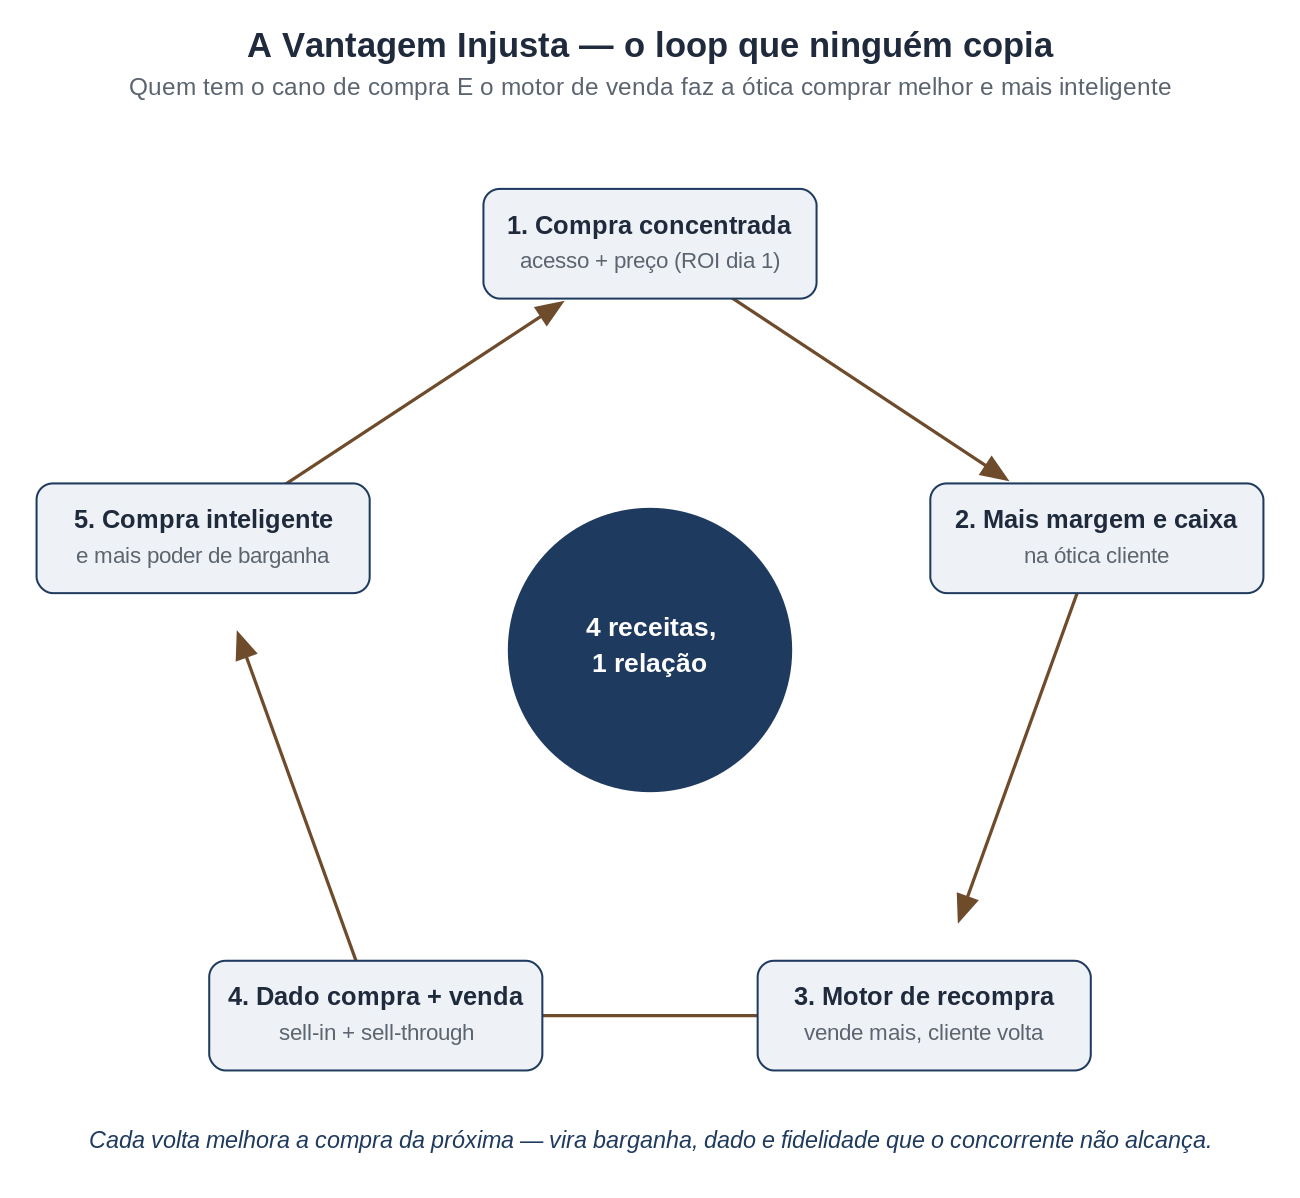 A Vantagem Injusta — o loop que ninguém copia
Quem tem o cano de compra E o motor de venda faz a ótica comprar melhor e mais inteligente
1. Compra concentrada
acesso + preço (ROI dia 1)
2. Mais margem e caixa
na ótica cliente
3. Motor de recompra
vende mais, cliente volta
4. Dado compra + venda
sell-in + sell-through
5. Compra inteligente
e mais poder de barganha
4 receitas,
1 relação
Cada volta melhora a compra da próxima — vira barganha, dado e fidelidade que o concorrente não alcança.